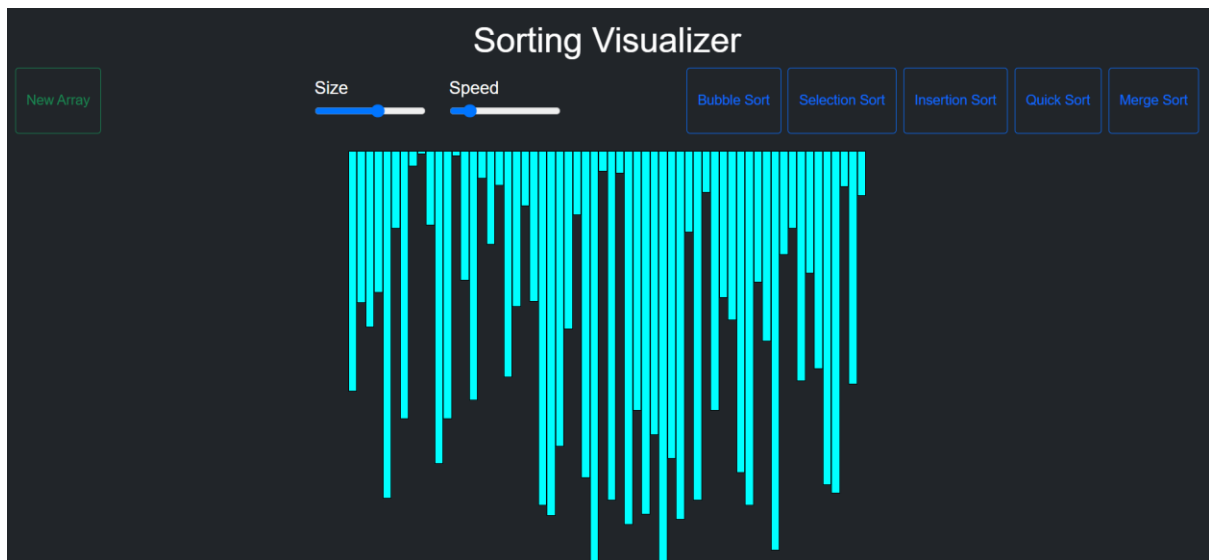 Sorting Visualizer
New Array
Size
Speed
Bubble Sort
Selection Sort
Insertion Sort
Quick Sort
Merge Sort